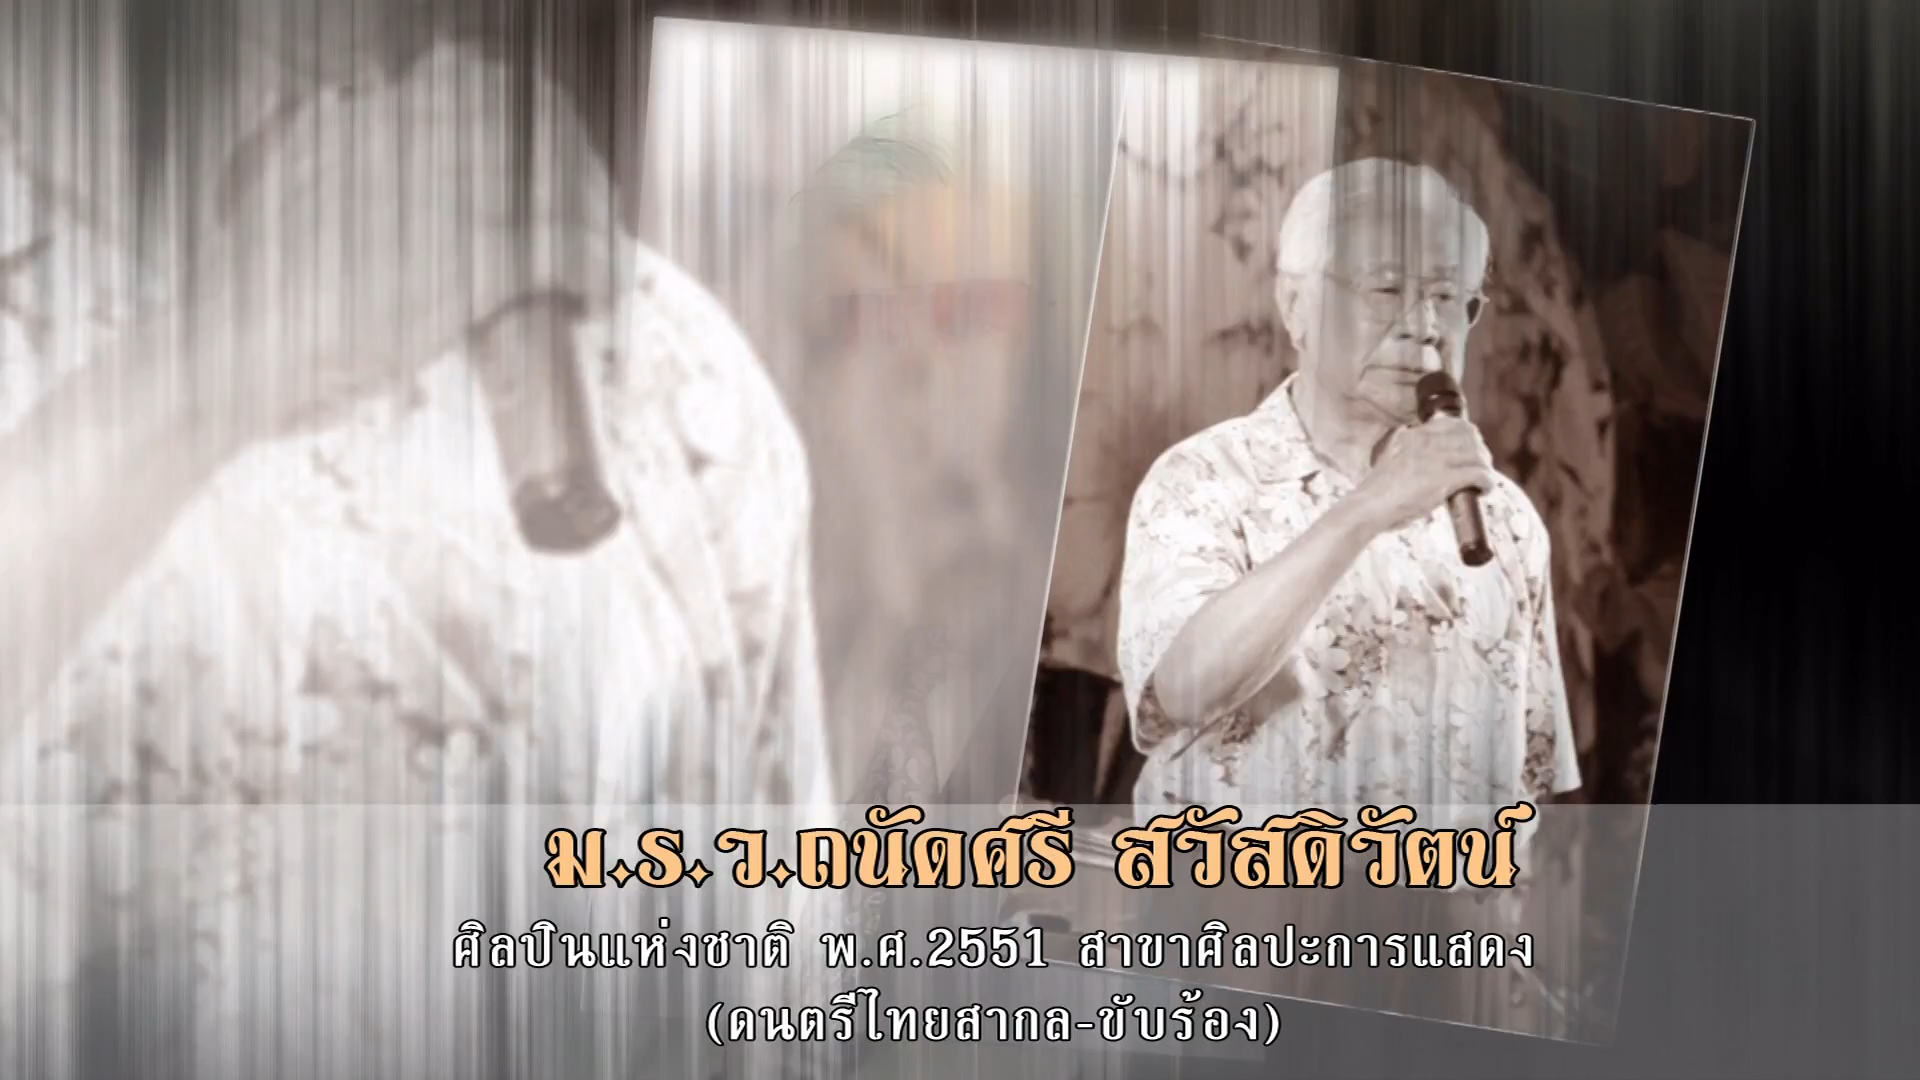 ม.ร.ว.ถนัดศรี สวัสดิวัตน์
ศิลปินแห่งชาติ พ.ศ.2551 สาขาศิลปะการแสดง
(ดนตรีไทยสากล-ขับร้อง)